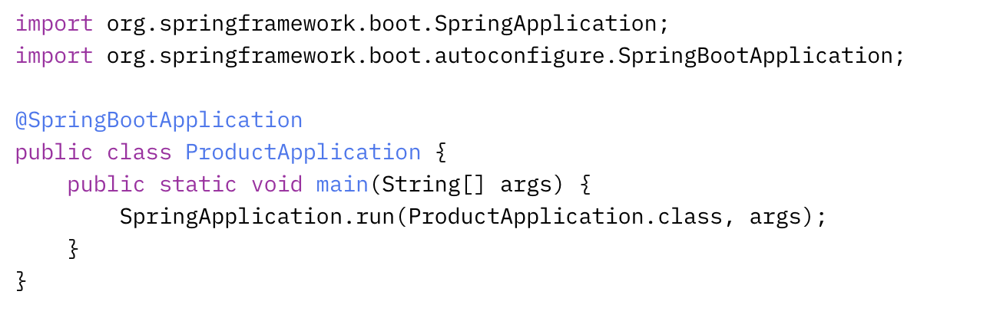 import org.springframework.boot.SpringApplication;
import org.springframework.boot.autoconfigure.SpringBootApplication;

@SpringBootApplication
public class ProductApplication {
    public static void main(String[] args) {
        SpringApplication.run(ProductApplication.class, args);
    }
}